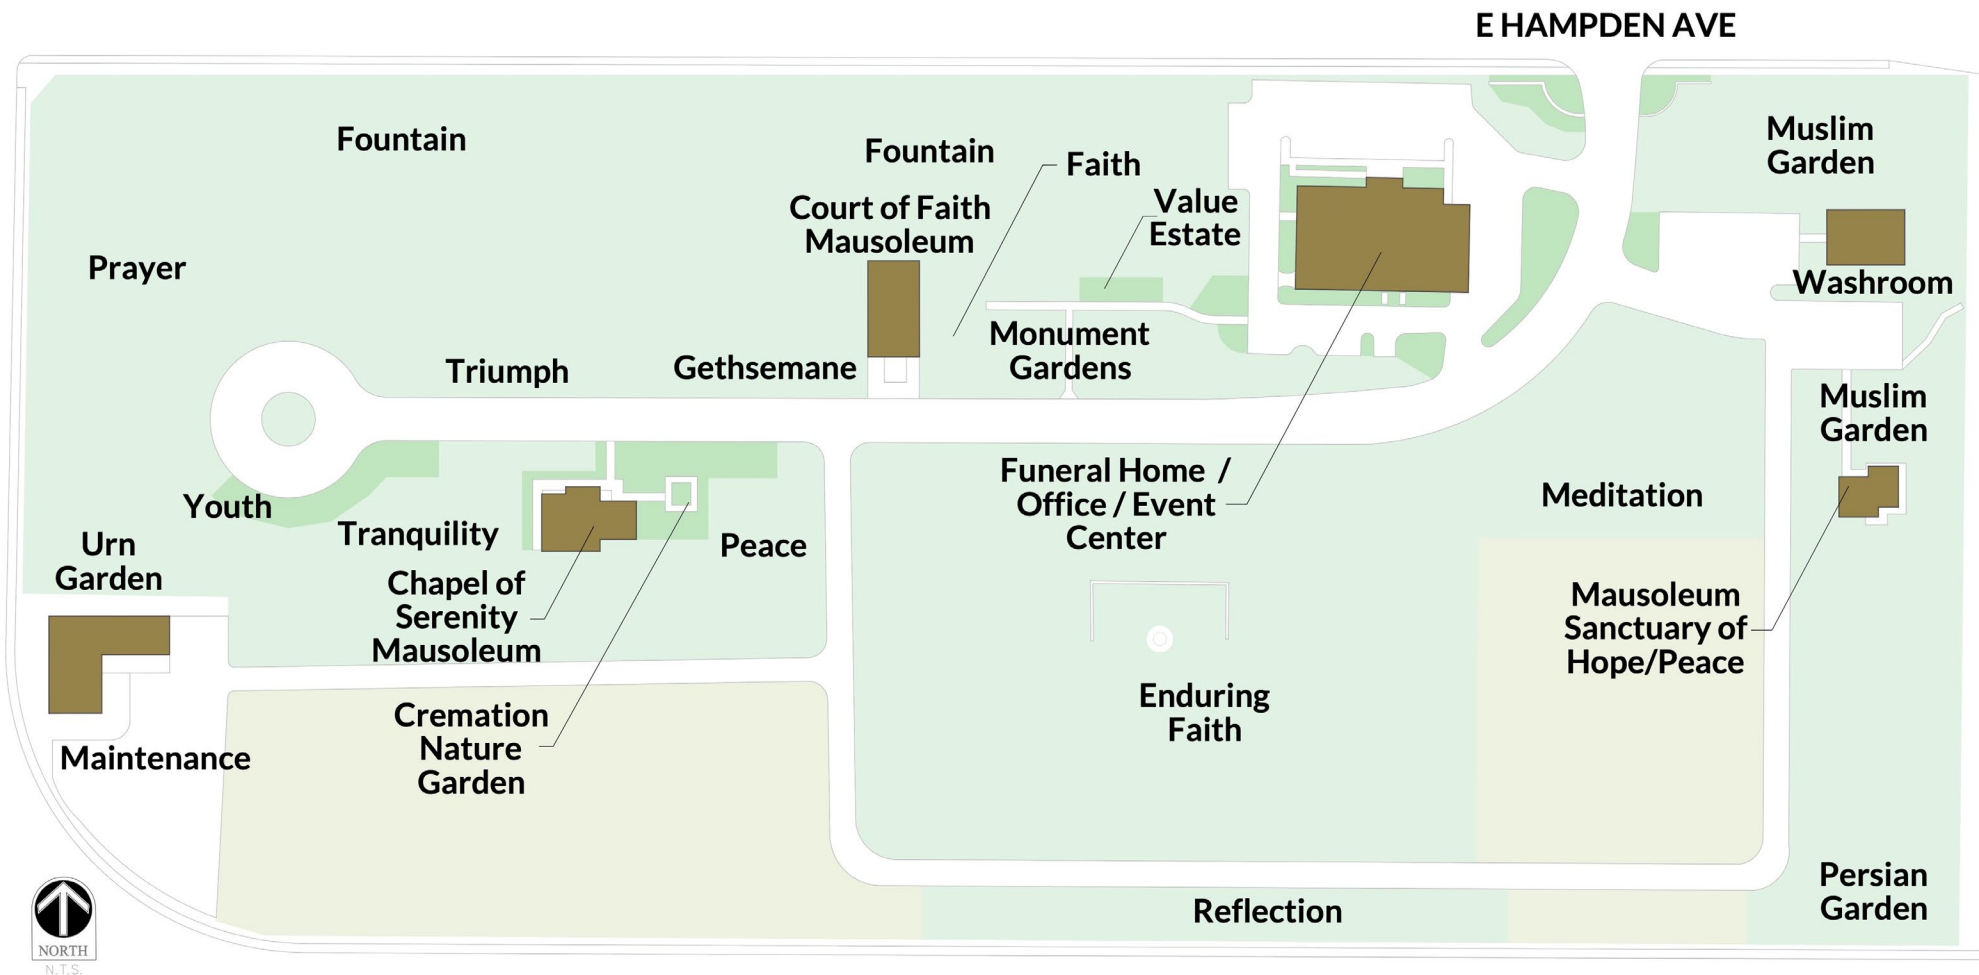 E HAMPDEN AVE
Fountain
Fountain
Faith
Muslim
Garden
Court of Faith
Mausoleum
Value
Estate
Prayer
Washroom
Monument
Gardens
Triumph
Gethsemane
Muslim
Garden
Youth
Tranquility
Peace
Funeral Home /
Office / Event
Center
Meditation
Urn
Garden
Chapel of
Serenity
Mausoleum
Mausoleum
Sanctuary of
Hope/Peace
Enduring
Faith
Cremation
Nature
Garden
Maintenance
Persian
Garden
Reflection
NORTH
N.T.S.